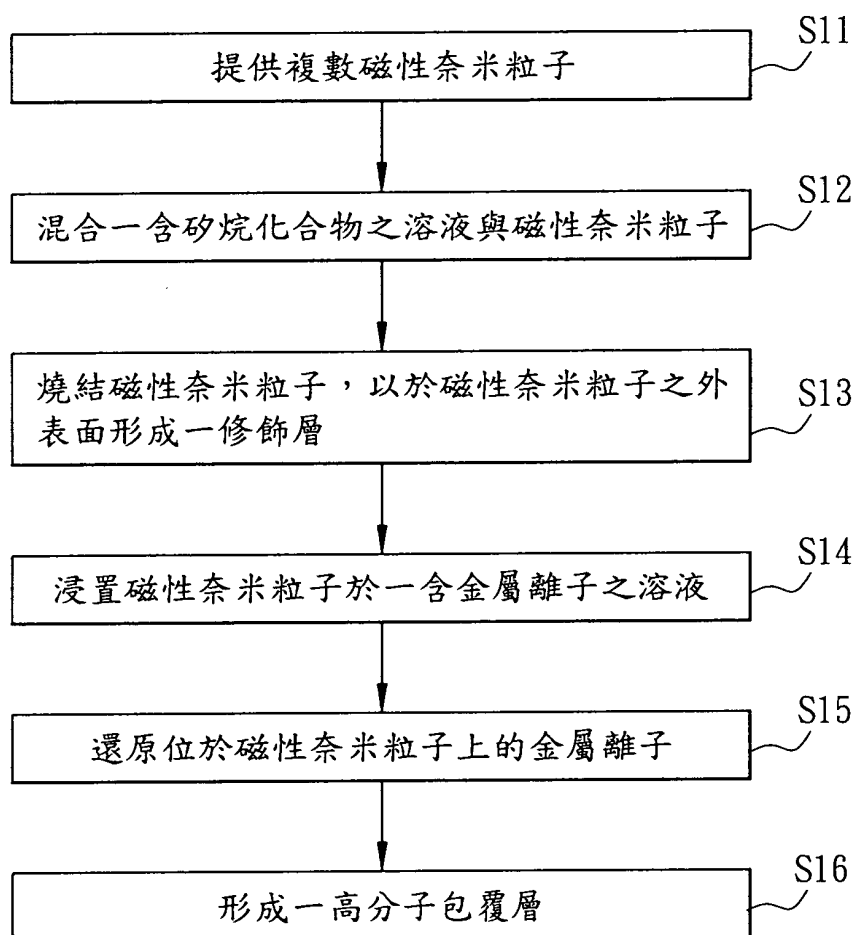 S11
提供複數磁性奈米粒子
S12
混合一含矽烷化合物之溶液與磁性奈米粒子
S13
燒結磁性奈米粒子，以於磁性奈米粒子之外
表面形成一修飾層
S14
浸置磁性奈米粒子於一含金屬離子之溶液
S15
還原位於磁性奈米粒子上的金屬離子
S16
形成一高分子包覆層